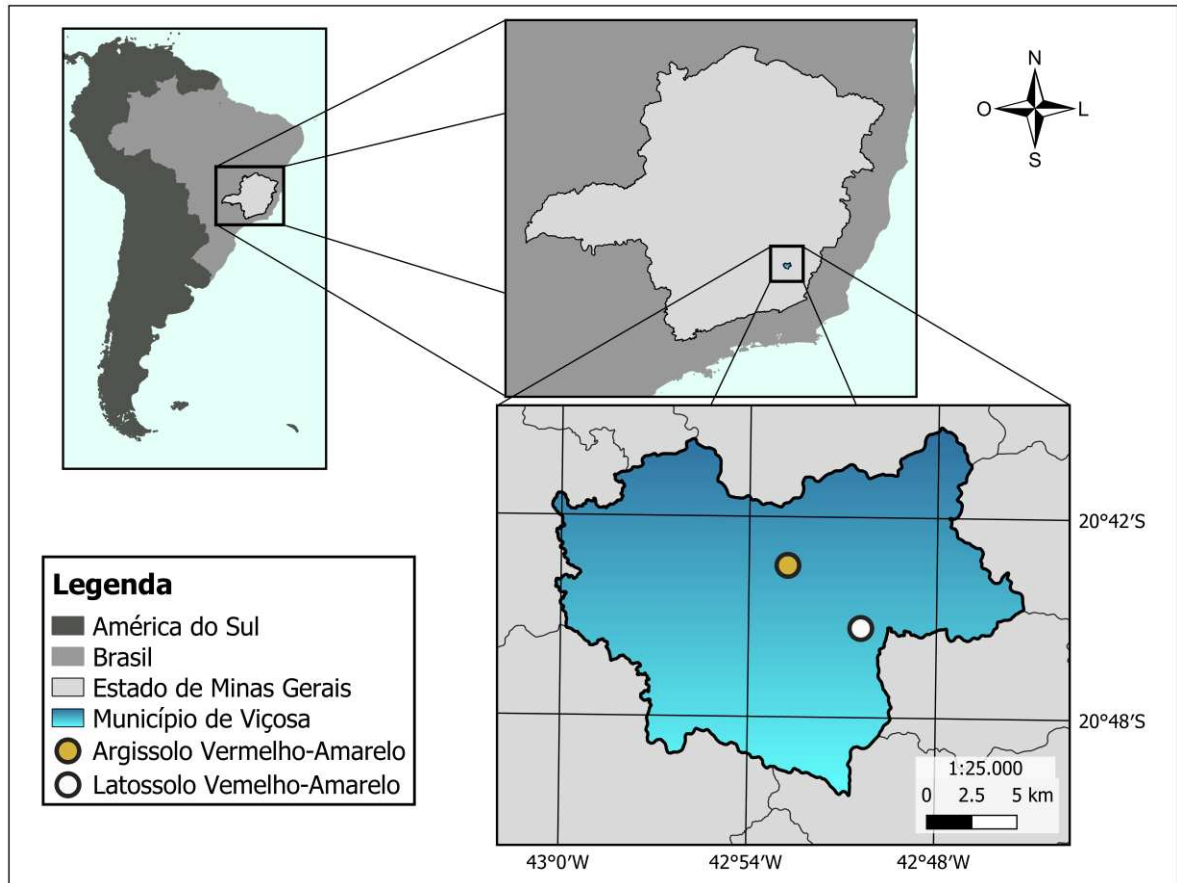 N
O L
S
20°42'S
20°48'S
43°0'W 42°54'W 42°48'W
1:25.000
0 2.5 5 km
Legenda
América do Sul
Brasil
Estado de Minas Gerais
Município de Viçosa
Argissolo Vermelho-Amarelo
Latossolo Vemelho-Amarelo